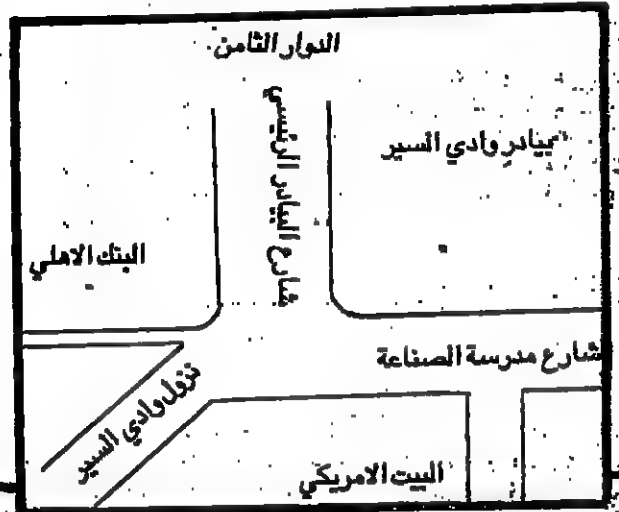 الدوار الثامن
بيادر وادي السير
شارع البيادر الرئيسي
البنك الاهلي
شارع مدرسة الصناعة
نزول وادي السير
البيت الامريكي